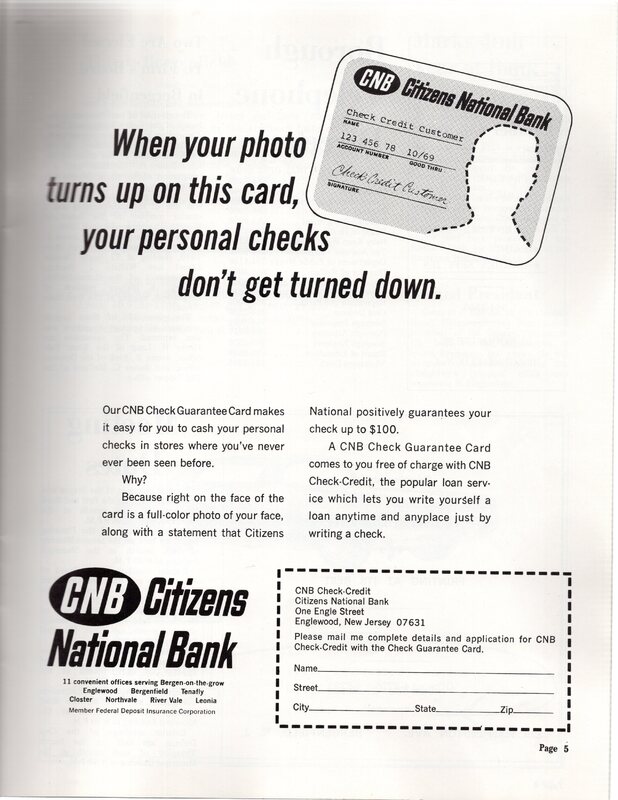 CNB Citizens National Bank
Check Credit Customer
NAME
123 456 78 10/69
ACCOUNT NUMBER GOOD THRU
Check Credit Customer
SIGNATURE
When your photo
turns up on this card,
your personal checks
don't get turned down.
Our CNB Check Guarantee Card makes
it easy for you to cash your personal
checks in stores where you've never
ever been seen before.
Why?
Because right on the face of the
card is a full-color photo of your face,
along with a statement that Citizens
National positively guarantees your
check up to $100.
A CNB Check Guarantee Card
comes to you free of charge with CNB
Check-Credit, the popular loan serv-
ice which lets you write yourself a
loan anytime and anyplace just by
writing a check.
CNB Citizens
National Bank
11 convenient offices serving Bergen-on-the-grow
Englewood Bergenfield Tenafly
Closter Northvale River Vale Leonia
Member Federal Deposit Insurance Corporation
CNB Check-Credit
Citizens National Bank
One Engle Street
Englewood, New Jersey 07631
Please mail me complete details and application for CNB
Check-Credit with the Check Guarantee Card.
Name
Street
City State Zip
Page 5